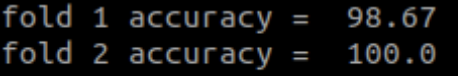 fold 1 accuracy =  98.67
fold 2 accuracy =  100.0